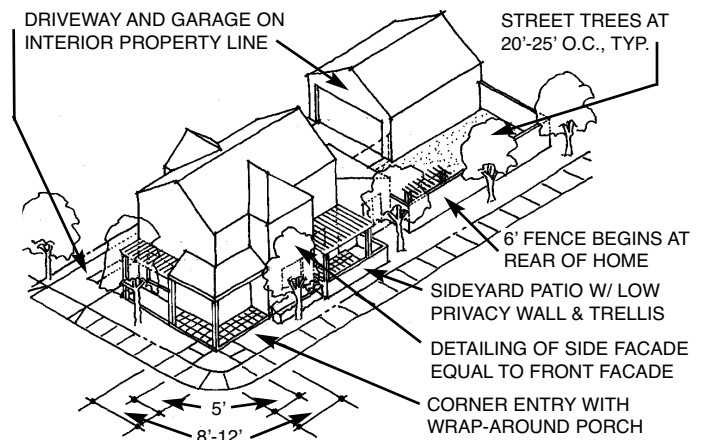 DRIVEWAY AND GARAGE ON
INTERIOR PROPERTY LINE
STREET TREES AT
20'-25' O.C., TYP.
6' FENCE BEGINS AT
REAR OF HOME
SIDEYARD PATIO W/ LOW
PRIVACY WALL & TRELLIS
DETAILING OF SIDE FACADE
EQUAL TO FRONT FACADE
CORNER ENTRY WITH
WRAP-AROUND PORCH
5'
8'-12'